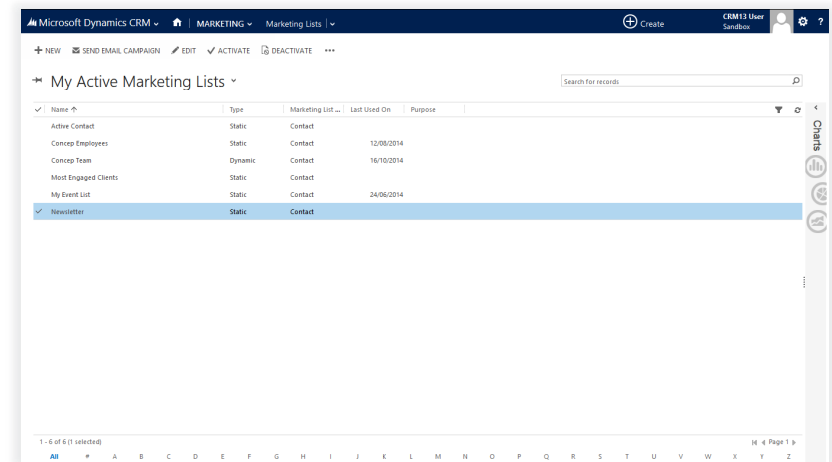 Microsoft Dynamics CRM MARKETING Marketing Lists Create CRM13 User
Sandbox ?
NEW SEND EMAIL CAMPAIGN EDIT ACTIVATE DEACTIVATE •••
My Active Marketing Lists
Search for records
Name Type Marketing List ... Last Used On Purpose
Active Contact Static Contact
Concep Employees Static Contact 12/08/2014
Concep Team Dynamic Contact 16/10/2014
Most Engaged Clients Static Contact
My Event List Static Contact 24/06/2014
Newsletter Static Contact
Charts
1 - 6 of 6 (1 selected) Page 1
All # A B C D E F G H I J K L M N O P Q R S T U V W X Y Z